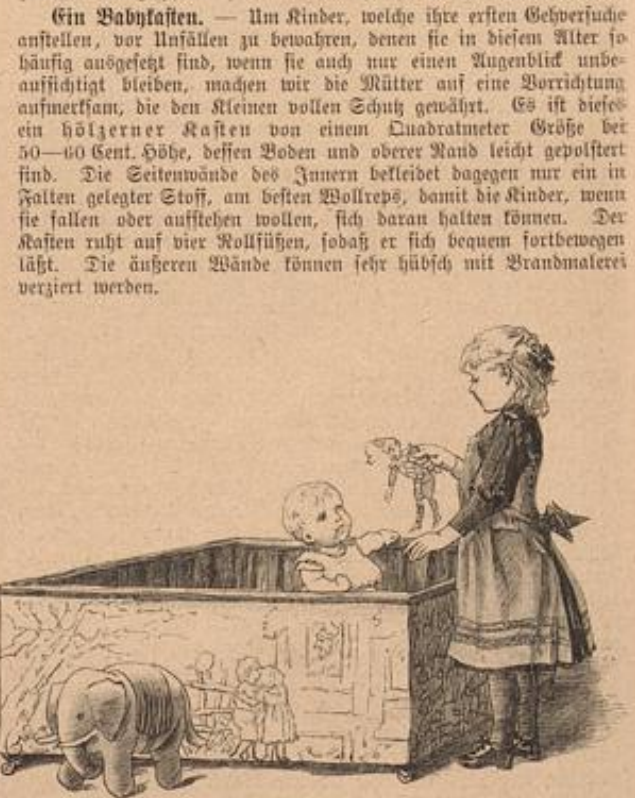 Ein Babykasten. — Um Kinder, welche ihre ersten Gehversuche
anstellen, vor Unfällen zu bewahren, denen sie in diesem Alter so
häufig ausgesetzt sind, wenn sie auch nur einen Augenblick unbe-
aufsichtigt bleiben, machen wir die Mütter auf eine Vorrichtung
aufmerksam, die den Kleinen vollen Schutz gewährt. Es ist dieses
ein hölzerner Kasten von einem Quadratmeter Größe bei
50—60 Cent. Höhe, dessen Boden und oberer Rand leicht gepolstert
sind. Die Seitenwände des Innern bekleidet dagegen nur ein in
Falten gelegter Stoff, am besten Wollreps, damit die Kinder, wenn
sie fallen oder aufstehen wollen, sich daran halten können. Der
Kasten ruht auf vier Rollfüßen, sodaß er sich bequem fortbewegen
läßt. Die äußeren Wände können sehr hübsch mit Brandmalerei
verziert werden.